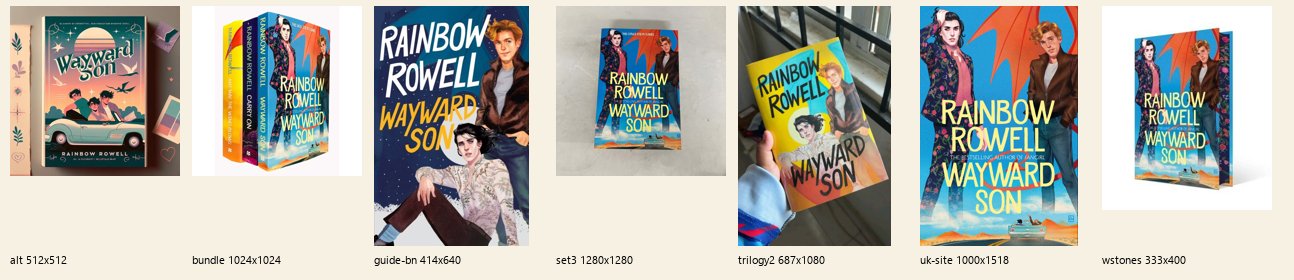 Wayward
Son
RAINBOW ROWELL
RAINBOW ROWELL
CARRY ON
RAINBOW ROWELL
WAYWARD SON
RAINBOW
ROWELL
WAYWARD
SON
RAINBOW
ROWELL
WAYWARD
SON
RAINBOW
ROWELL
WAYWARD
SON
RAINBOW
ROWELL
WAYWARD
SON
RAINBOW
ROWELL
THE BESTSELLING AUTHOR OF FANGIRL
WAYWARD
SON
RAINBOW
ROWELL
WAYWARD
SON
alt 512x512
bundle 1024x1024
guide-bn 414x640
set3 1280x1280
trilogy2 687x1080
uk-site 1000x1518
wstones 333x400